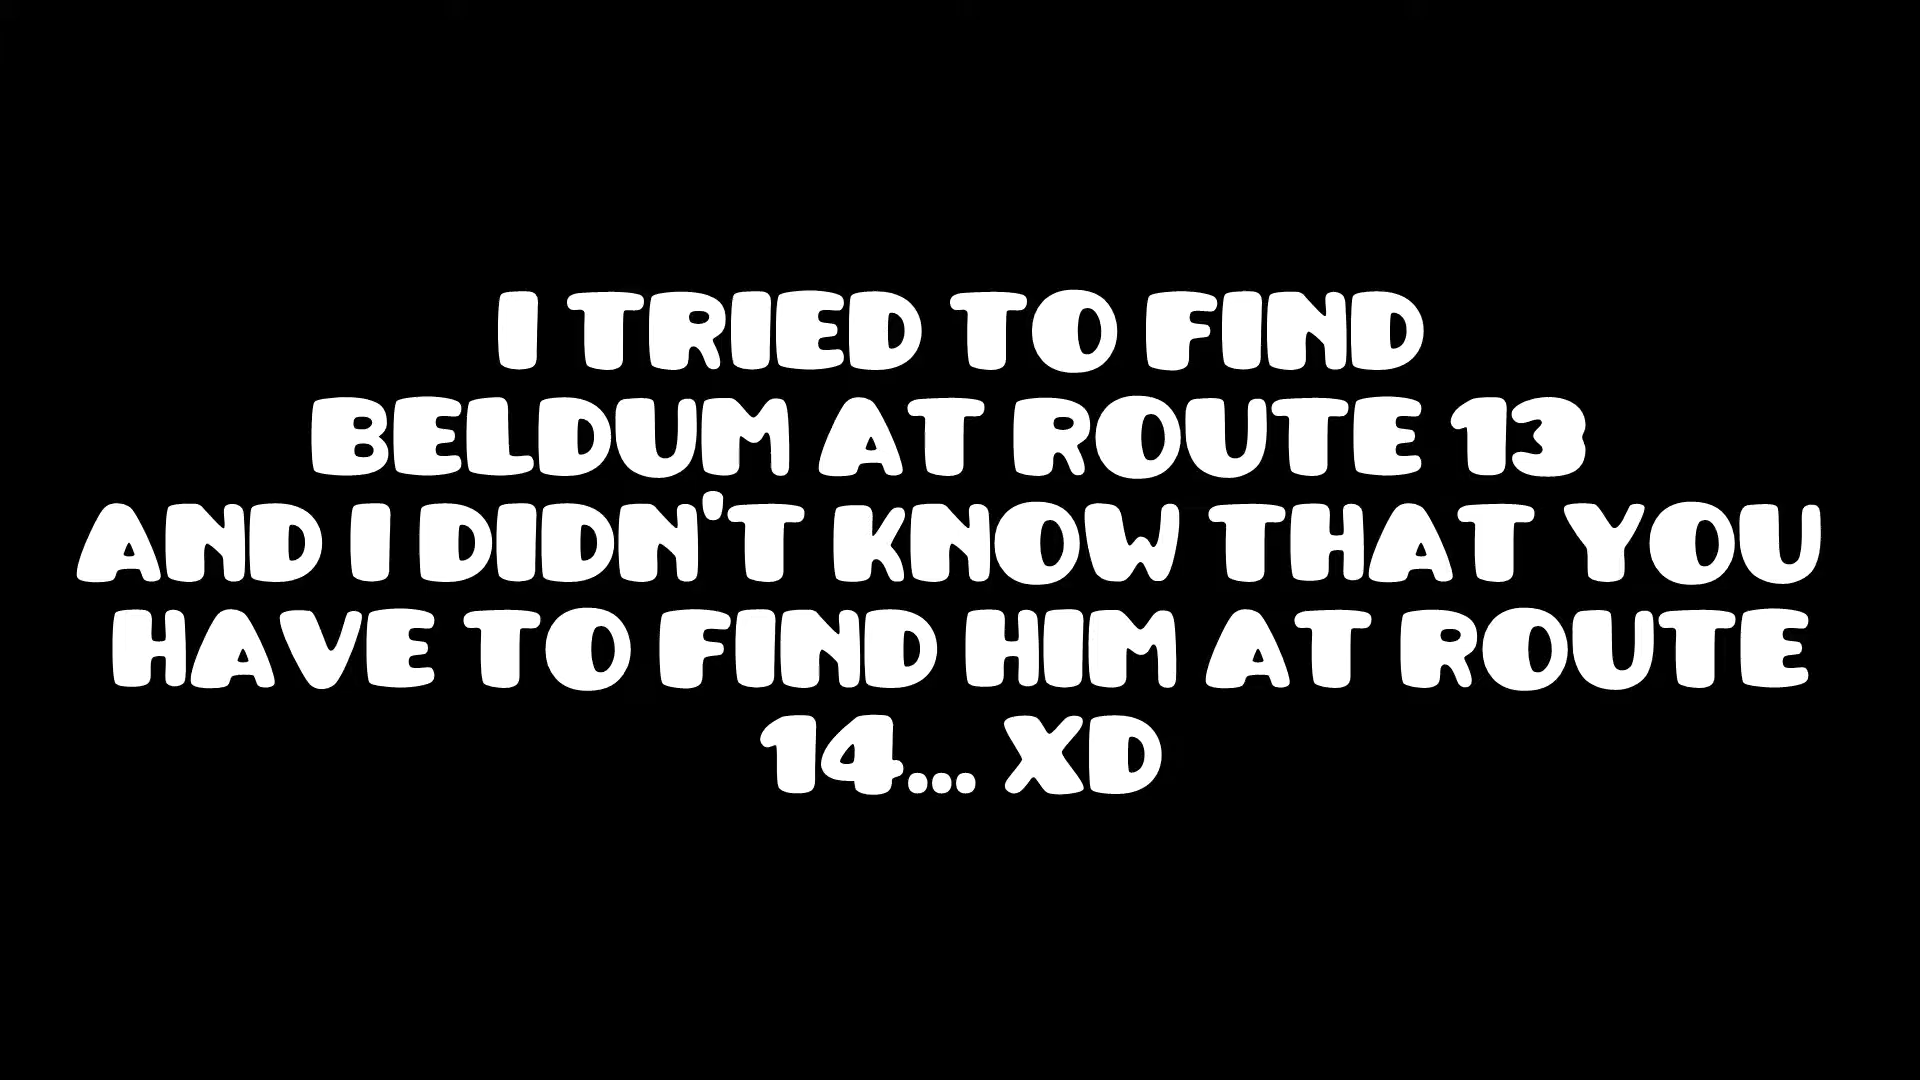 I TRIED TO FIND
BELDUM AT ROUTE 13
AND I DIDN'T KNOW THAT YOU
HAVE TO FIND HIM AT ROUTE
14... XD